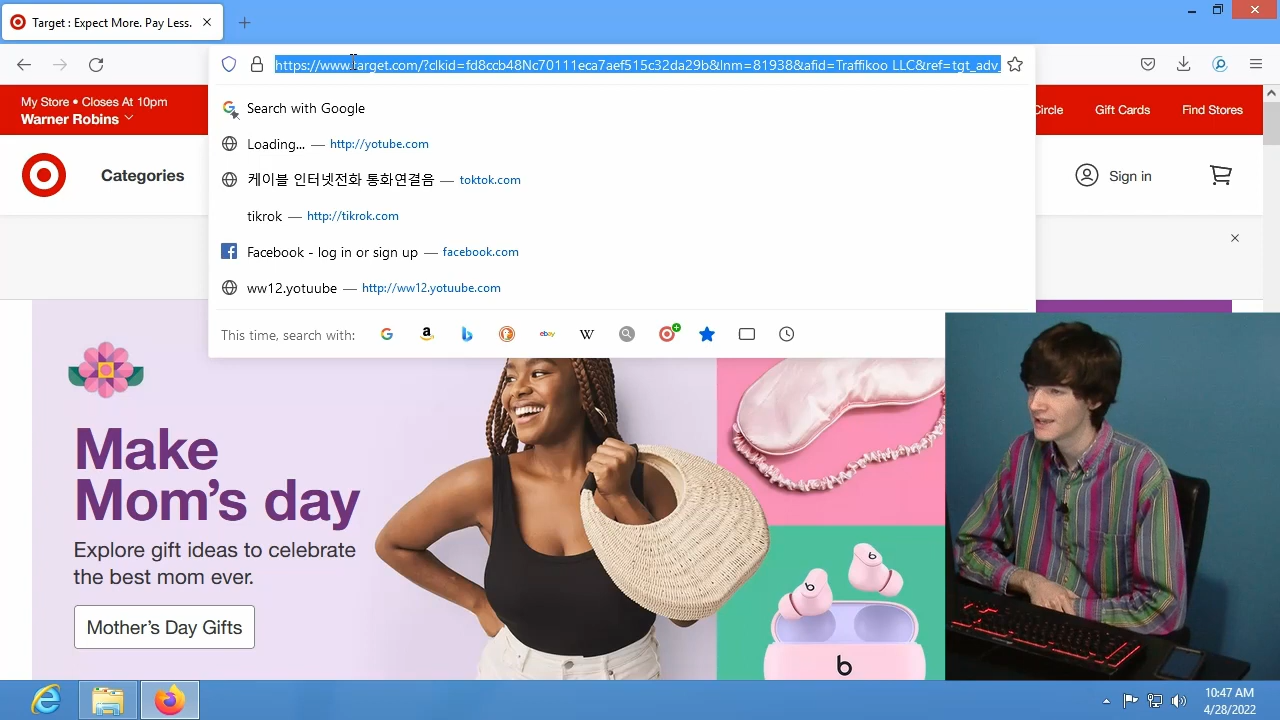 Target : Expect More. Pay Less.
https://www.target.com/?clkid=fd8ccb48Nc70111eca7aef515c32da29b&lnm=81938&afid=Traffikoo LLC&ref=tgt_adv_
My Store • Closes At 10pm
Warner Robins
Circle
Gift Cards
Find Stores
Categories
Sign in
Search with Google
Loading... — http://yotube.com
케이블 인터넷전화 통화연결음 — toktok.com
tikrok — http://tikrok.com
Facebook - log in or sign up — facebook.com
ww12.yotuube — http://ww12.yotuube.com
This time, search with:
a
ebay
W
Make
Mom's day
Explore gift ideas to celebrate
the best mom ever.
Mother's Day Gifts
10:47 AM
4/28/2022